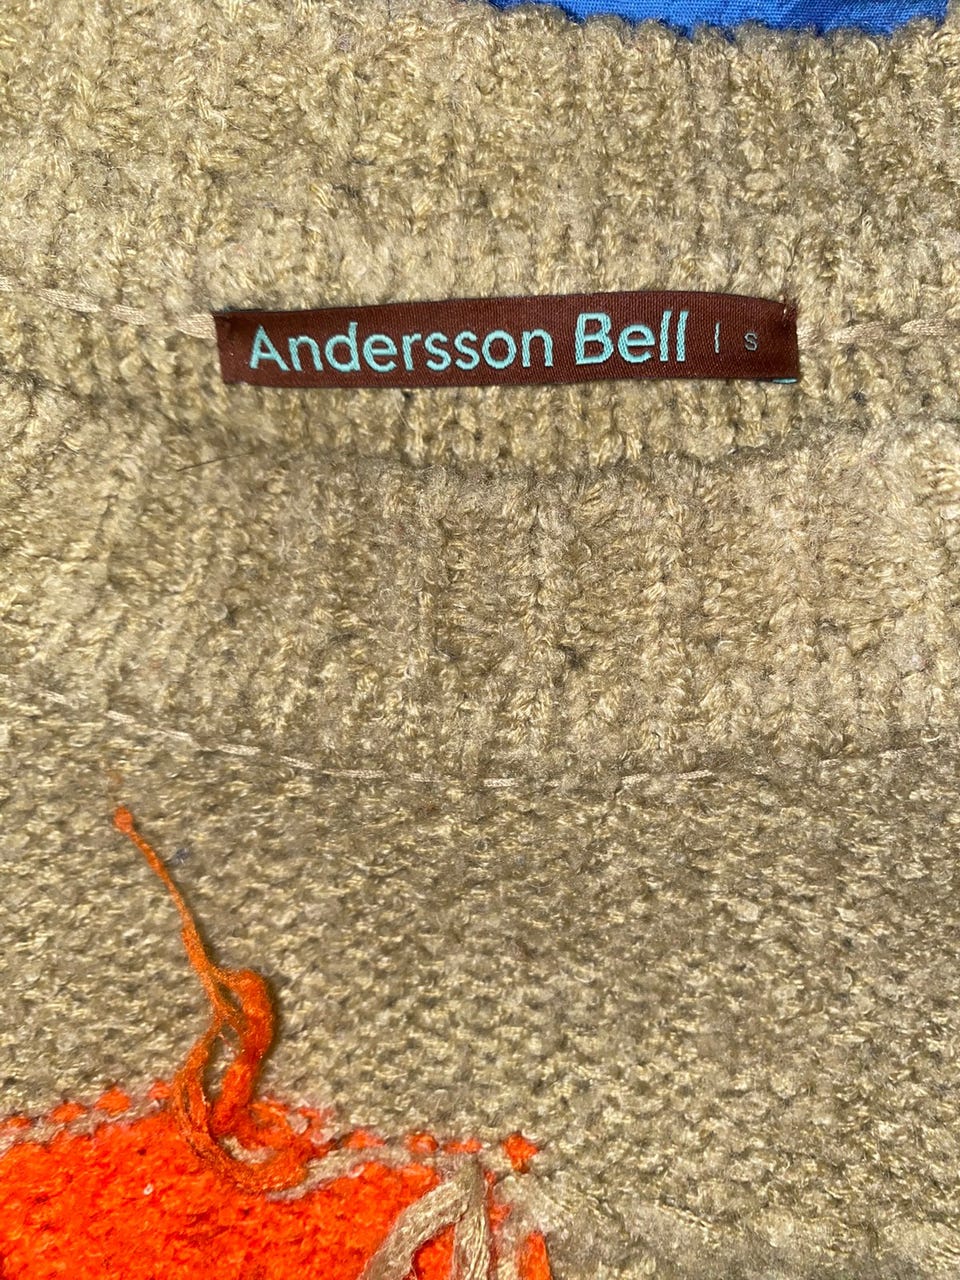 Andersson Bell | s